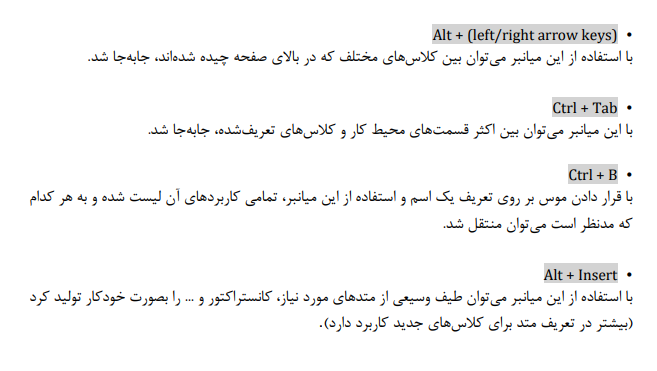 • Alt + (left/right arrow keys)
با استفاده از این میانبر می‌توان بین کلاس‌های مختلف که در بالای صفحه چیده شده‌اند، جابه‌جا شد.
• Ctrl + Tab
با این میانبر می‌توان بین اکثر قسمت‌های محیط کار و کلاس‌های تعریف‌شده، جابه‌جا شد.
• Ctrl + B
با قرار دادن موس بر روی تعریف یک اسم و استفاده از این میانبر، تمامی کاربردهای آن لیست شده و به هر کدام
که مدنظر است می‌توان منتقل شد.
• Alt + Insert
با استفاده از این میانبر می‌توان طیف وسیعی از متدهای مورد نیاز، کانستراکتور و ... را بصورت خودکار تولید کرد
(بیشتر در تعریف متد برای کلاس‌های جدید کاربرد دارد).